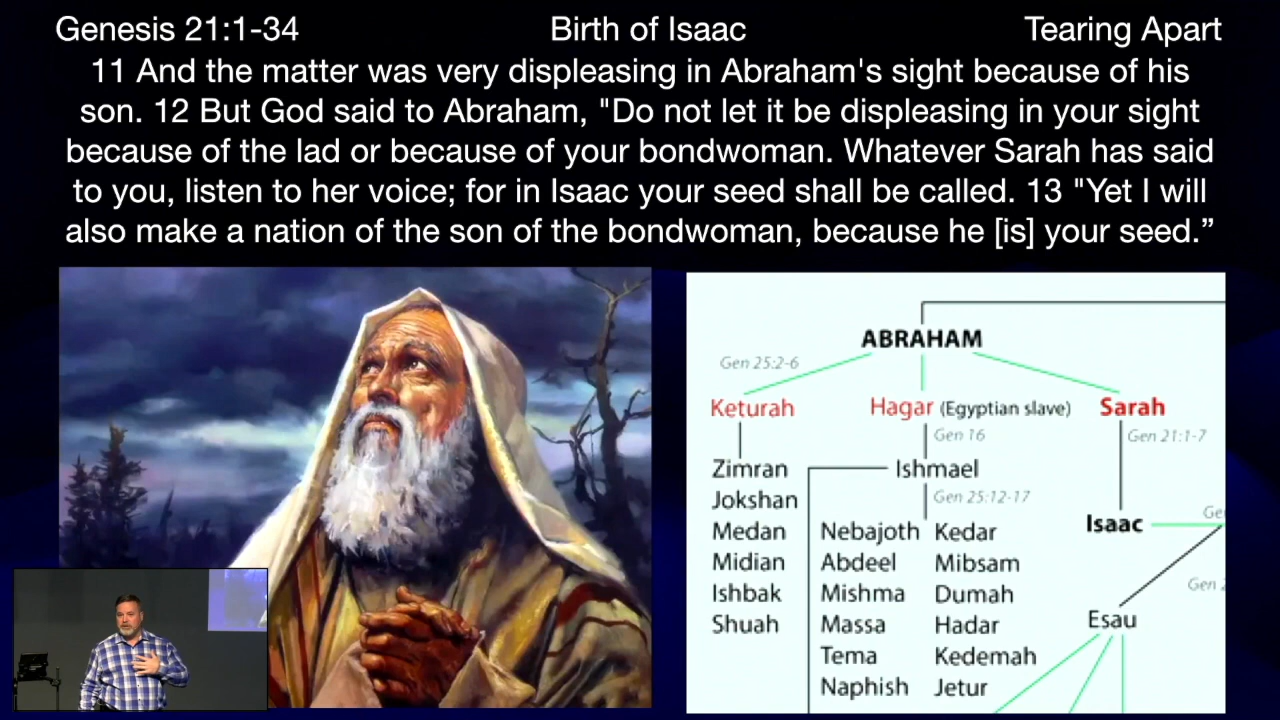 Genesis 21:1-34 Birth of Isaac Tearing Apart
11 And the matter was very displeasing in Abraham's sight because of his
son. 12 But God said to Abraham, "Do not let it be displeasing in your sight
because of the lad or because of your bondwoman. Whatever Sarah has said
to you, listen to her voice; for in Isaac your seed shall be called. 13 "Yet I will
also make a nation of the son of the bondwoman, because he [is] your seed.”
ABRAHAM
Gen 25:2-6
Keturah Hagar (Egyptian slave) Sarah
Gen 16 Gen 21:1-7
Zimran Ishmael
Jokshan Gen 25:12-17
Medan Nebajoth Kedar Isaac
Midian Abdeel Mibsam
Ishbak Mishma Dumah
Shuah Massa Hadar Esau
Tema Kedemah
Naphish Jetur